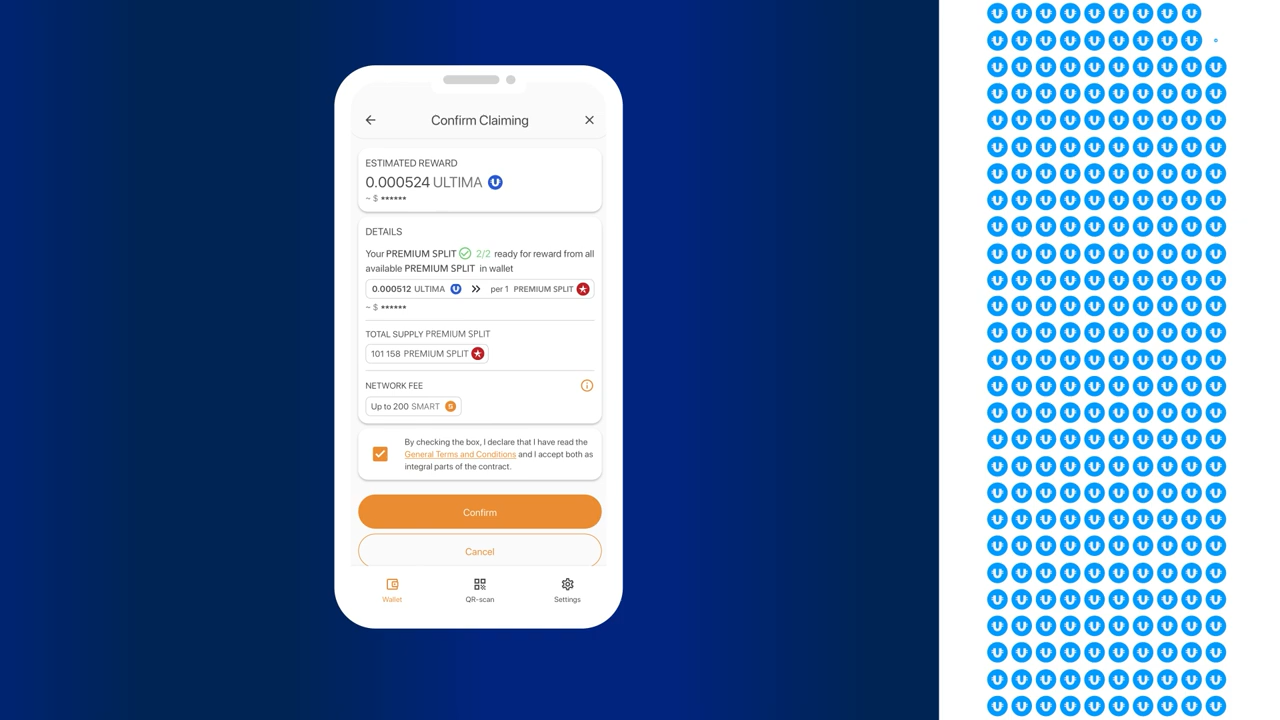 Confirm Claiming
ESTIMATED REWARD
0.000524 ULTIMA
~ $ ******
DETAILS
Your PREMIUM SPLIT 2/2 ready for reward from all
available PREMIUM SPLIT in wallet
0.000512 ULTIMA per 1 PREMIUM SPLIT
~ $ ******
TOTAL SUPPLY PREMIUM SPLIT
101 158 PREMIUM SPLIT
NETWORK FEE
Up to 200 SMART
By checking the box, I declare that I have read the
General Terms and Conditions and I accept both as
integral parts of the contract.
Confirm
Cancel
Wallet QR-scan Settings